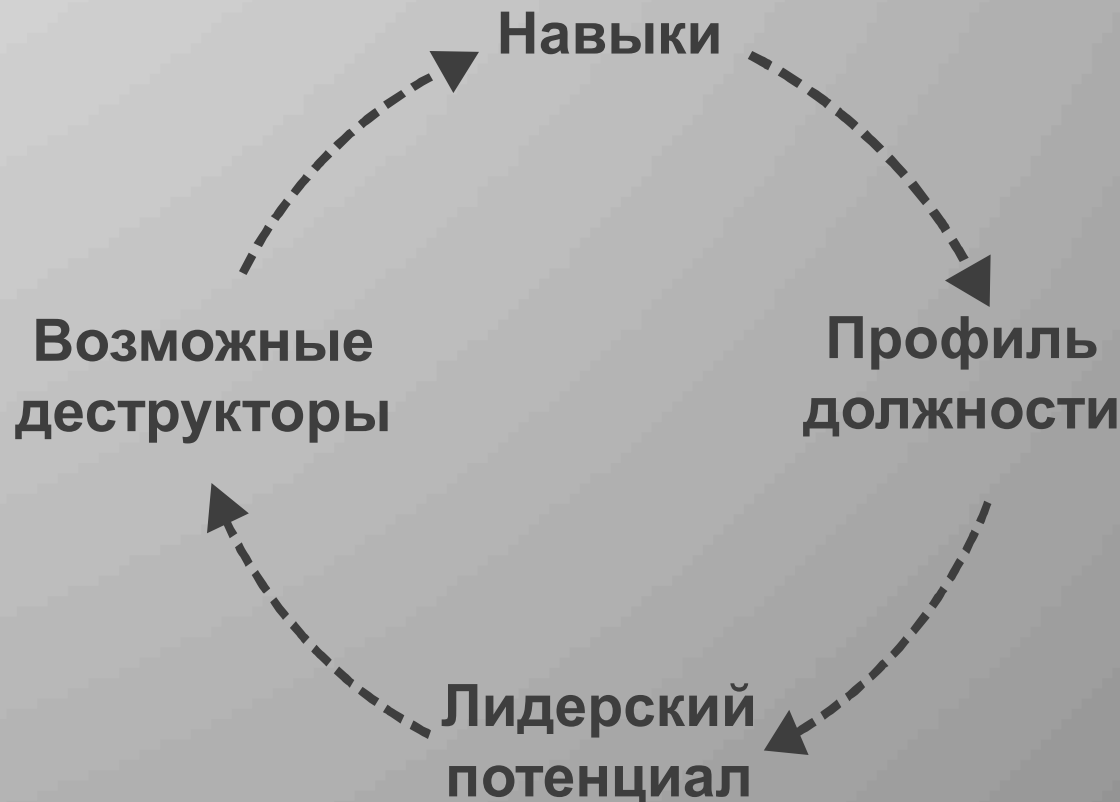 Навыки
Профиль
должности
Лидерский
потенциал
Возможные
деструкторы